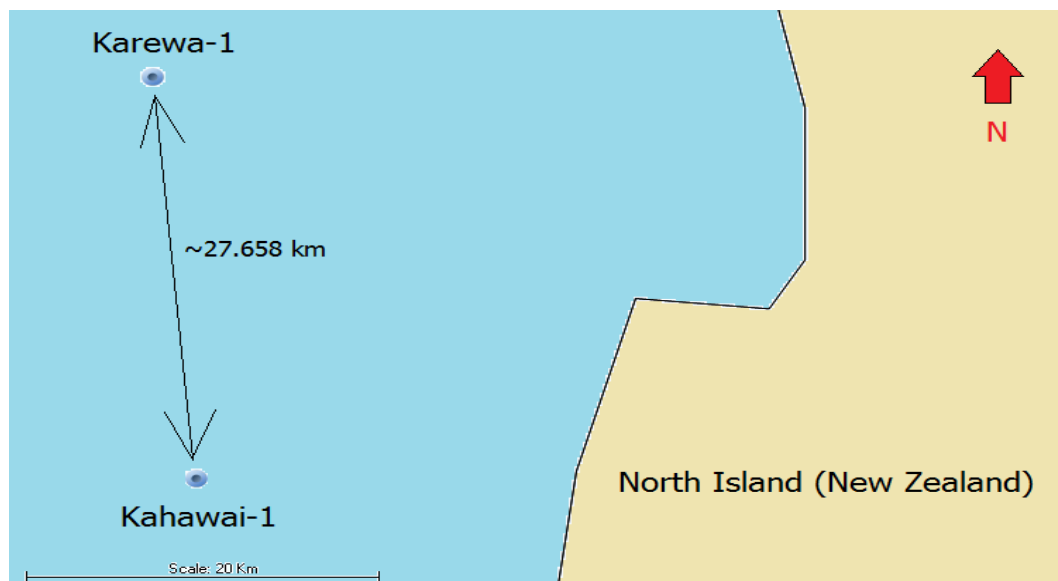 Karewa-1
N
~27.658 km
North Island (New Zealand)
Kahawai-1
Scale: 20 Km